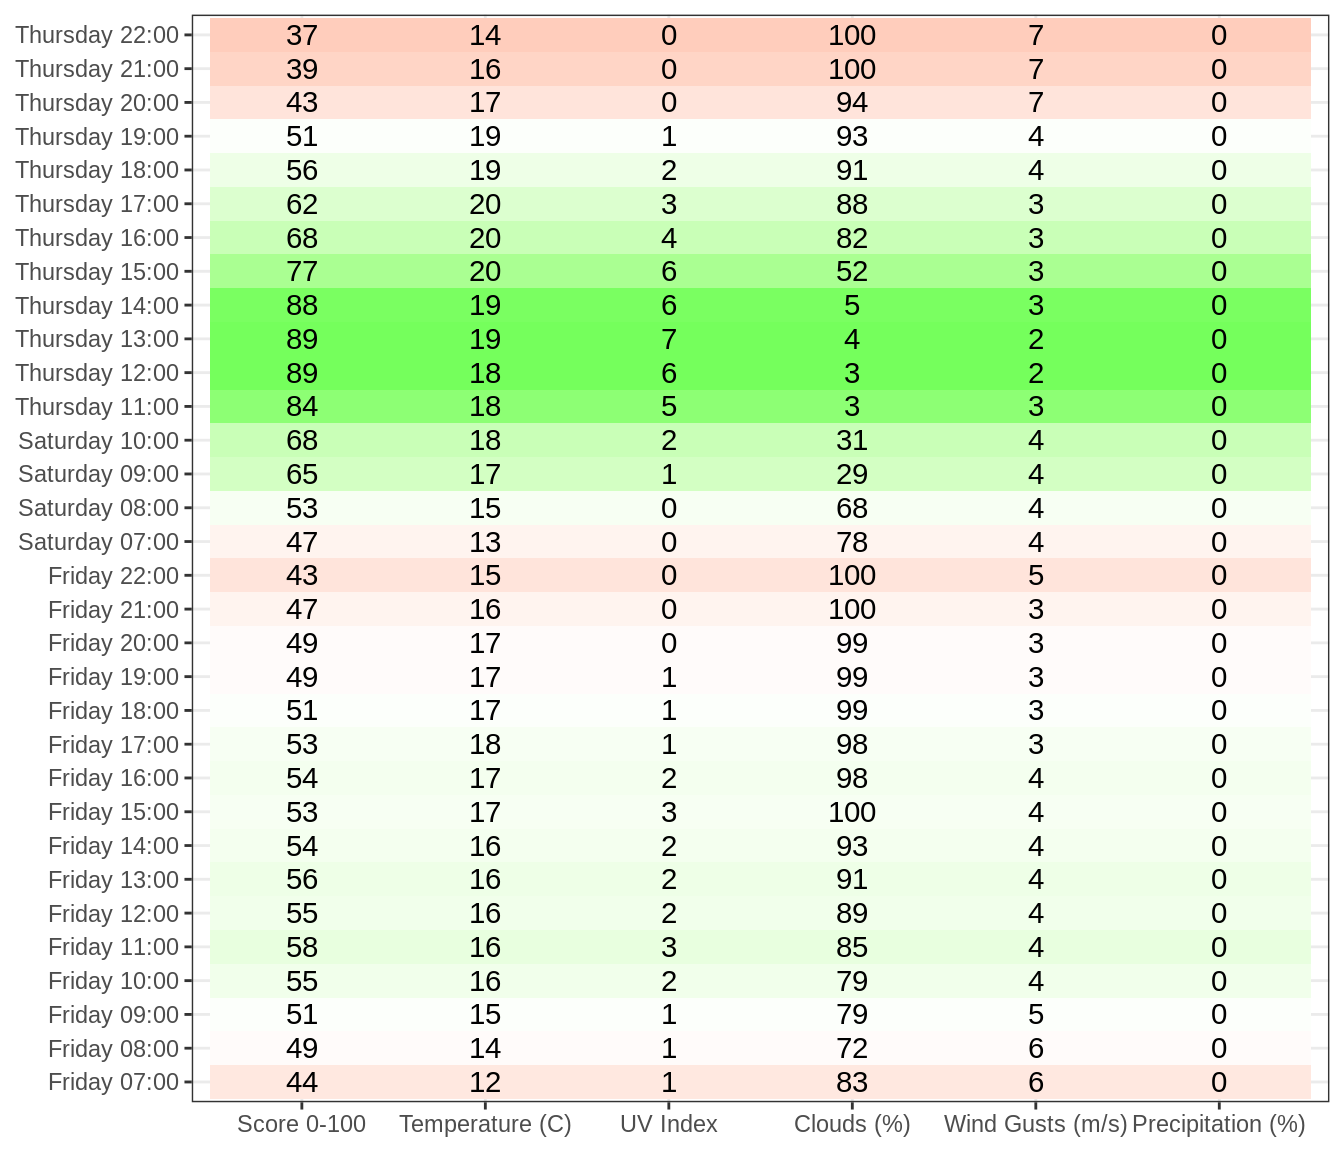 Thursday 22:00 37 14 0 100 7 0
Thursday 21:00 39 16 0 100 7 0
Thursday 20:00 43 17 0 94 7 0
Thursday 19:00 51 19 1 93 4 0
Thursday 18:00 56 19 2 91 4 0
Thursday 17:00 62 20 3 88 3 0
Thursday 16:00 68 20 4 82 3 0
Thursday 15:00 77 20 6 52 3 0
Thursday 14:00 88 19 6 5 3 0
Thursday 13:00 89 19 7 4 2 0
Thursday 12:00 89 18 6 3 2 0
Thursday 11:00 84 18 5 3 3 0
Saturday 10:00 68 18 2 31 4 0
Saturday 09:00 65 17 1 29 4 0
Saturday 08:00 53 15 0 68 4 0
Saturday 07:00 47 13 0 78 4 0
Friday 22:00 43 15 0 100 5 0
Friday 21:00 47 16 0 100 3 0
Friday 20:00 49 17 0 99 3 0
Friday 19:00 49 17 1 99 3 0
Friday 18:00 51 17 1 99 3 0
Friday 17:00 53 18 1 98 3 0
Friday 16:00 54 17 2 98 4 0
Friday 15:00 53 17 3 100 4 0
Friday 14:00 54 16 2 93 4 0
Friday 13:00 56 16 2 91 4 0
Friday 12:00 55 16 2 89 4 0
Friday 11:00 58 16 3 85 4 0
Friday 10:00 55 16 2 79 4 0
Friday 09:00 51 15 1 79 5 0
Friday 08:00 49 14 1 72 6 0
Friday 07:00 44 12 1 83 6 0
Score 0-100 Temperature (C) UV Index Clouds (%) Wind Gusts (m/s) Precipitation (%)